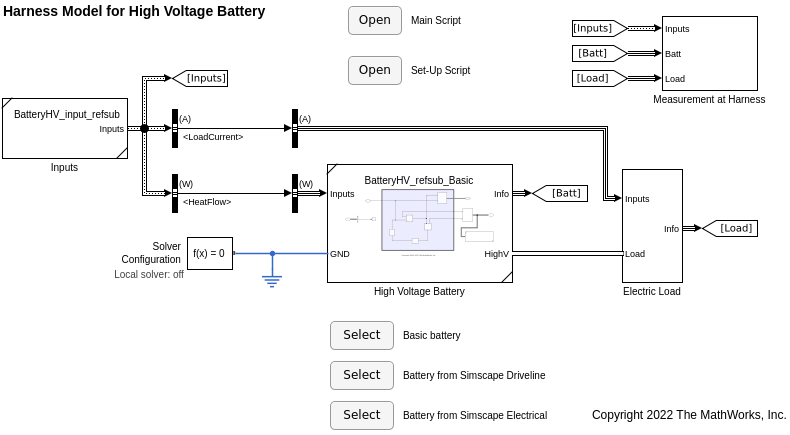 Harness Model for High Voltage Battery
Open
Main Script
Open
Set-Up Script
[Inputs]
[Batt]
[Load]
Inputs
Batt
Load
Measurement at Harness
[Inputs]
BatteryHV_input_refsub
Inputs
Inputs
(A)
<LoadCurrent>
(A)
(W)
<HeatFlow>
(W)
BatteryHV_refsub_Basic
Inputs
Info
GND
HighV
High Voltage Battery
[Batt]
Inputs
Info
Load
Electric Load
[Load]
Solver
Configuration
Local solver: off
f(x) = 0
Select
Basic battery
Select
Battery from Simscape Driveline
Select
Battery from Simscape Electrical
Copyright 2022 The MathWorks, Inc.